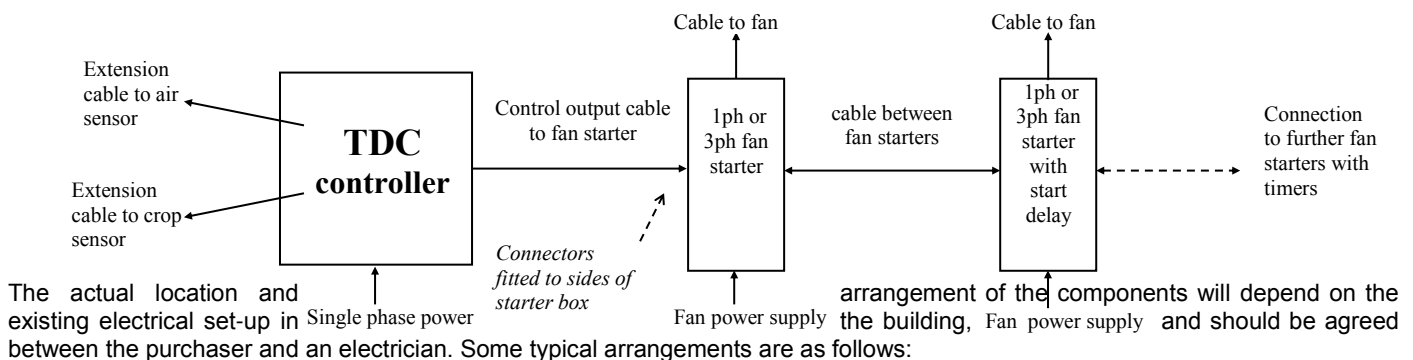 Cable to fan
Cable to fan
Extension
cable to air
sensor
TDC
controller
Control output cable
to fan starter
1ph or
3ph fan
starter
cable between
fan starters
1ph or
3ph fan
starter
with
start
delay
Connection
to further fan
starters with
timers
Extension
cable to crop
sensor
Connectors
fitted to sides of
starter box
Single phase power
Fan power supply
Fan power supply
The actual location and arrangement of the components will depend on the
existing electrical set-up in the building, and should be agreed
between the purchaser and an electrician. Some typical arrangements are as follows: